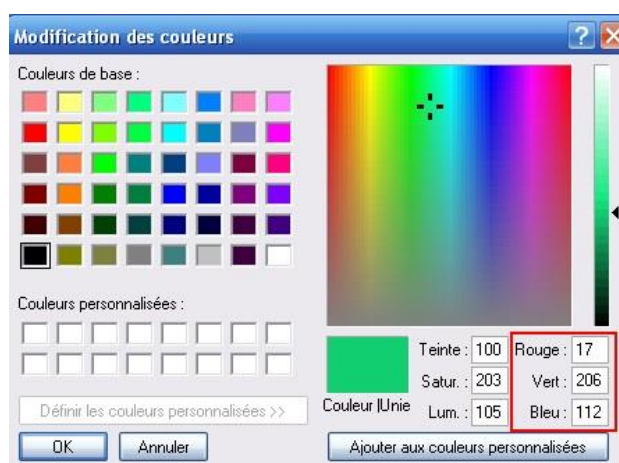 Modification des couleurs
Couleurs de base :
Couleurs personnalisées :
Définir les couleurs personnalisées >>
OK Annuler
Couleur |Unie
Teinte : 100 Rouge : 17
Satur. : 203 Vert : 206
Lum. : 105 Bleu : 112
Ajouter aux couleurs personnalisées